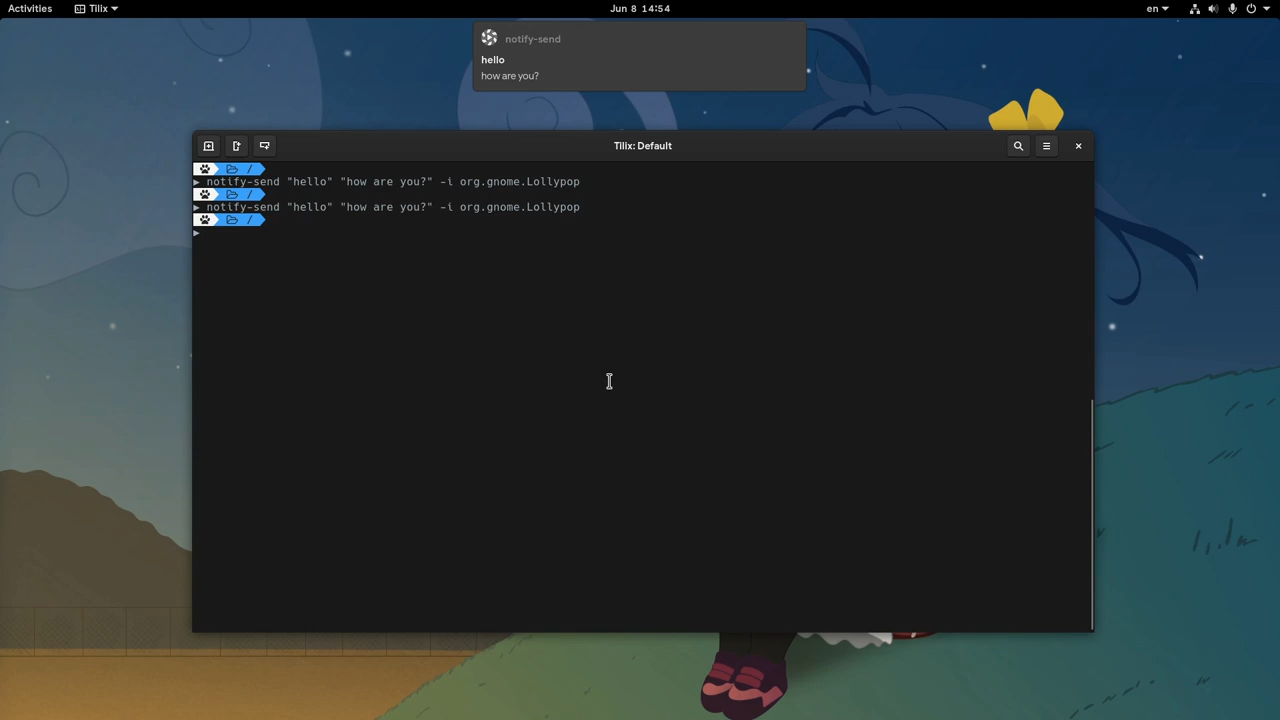 Activities Tilix Jun 8 14:54 en
notify-send
hello
how are you?
Tilix: Default
/
notify-send "hello" "how are you?" -i org.gnome.Lollypop
/
notify-send "hello" "how are you?" -i org.gnome.Lollypop
/